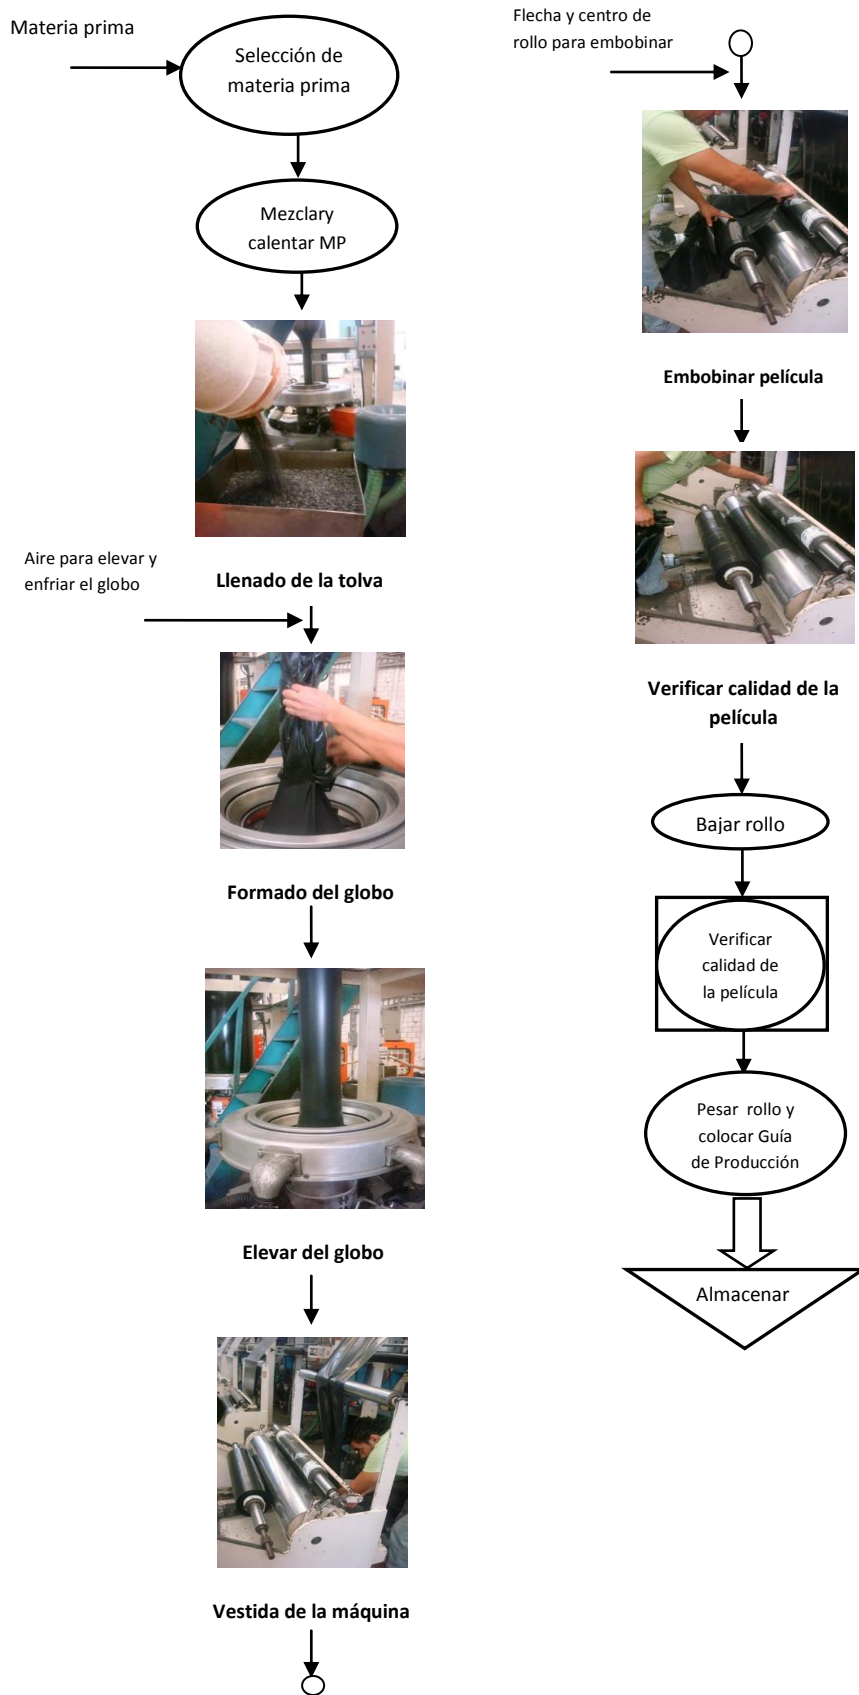 Materia prima
Selección de
materia prima
Mezclary
calentar MP
Llenado de la tolva
Aire para elevar y
enfriar el globo
Formado del globo
Elevar del globo
Vestida de la máquina
Flecha y centro de
rollo para embobinar
Embobinar película
Verificar calidad de la
película
Bajar rollo
Verificar
calidad de
la película
Pesar rollo y
colocar Guía
de Producción
Almacenar